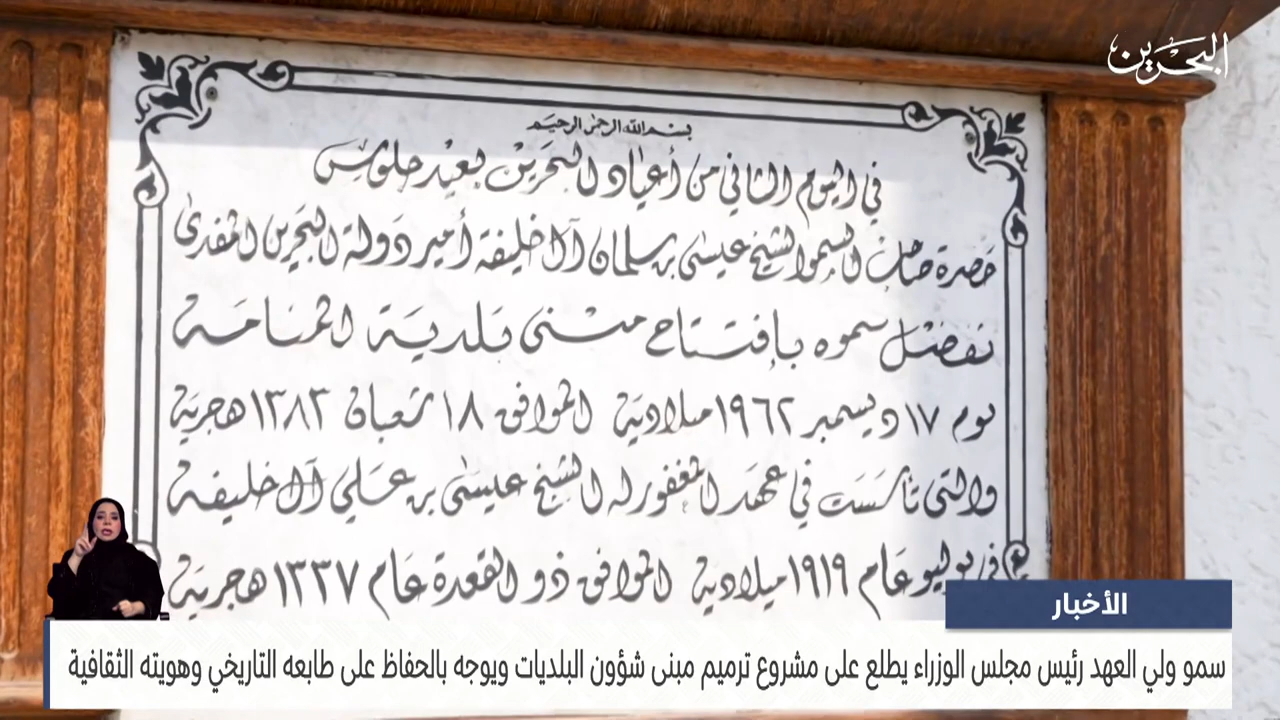 البحرين
بسم الله الرحمن الرحيم
في اليوم الثاني من أعياد البحرين بعيد جلوس
حضرة صاحب السمو الشيخ عيسى بن سلمان آل خليفة أمير دولة البحرين المفدى
تفضل سموه بإفتتاح مبنى بلدية المنامة
يوم ١٧ ديسمبر ١٩٦٢ ميلادية الموافق ١٨ شعبان ١٣٨٢ هجرية
والتي تأسست في عهد المغفور له الشيخ عيسى بن علي آل خليفة
في يوليو عام ١٩١٩ ميلادية الموافق ذو القعدة عام ١٣٣٧ هجرية
الأخبار
سمو ولي العهد رئيس مجلس الوزراء يطلع على مشروع ترميم مبنى شؤون البلديات ويوجه بالحفاظ على طابعه التاريخي وهويته الثقافية